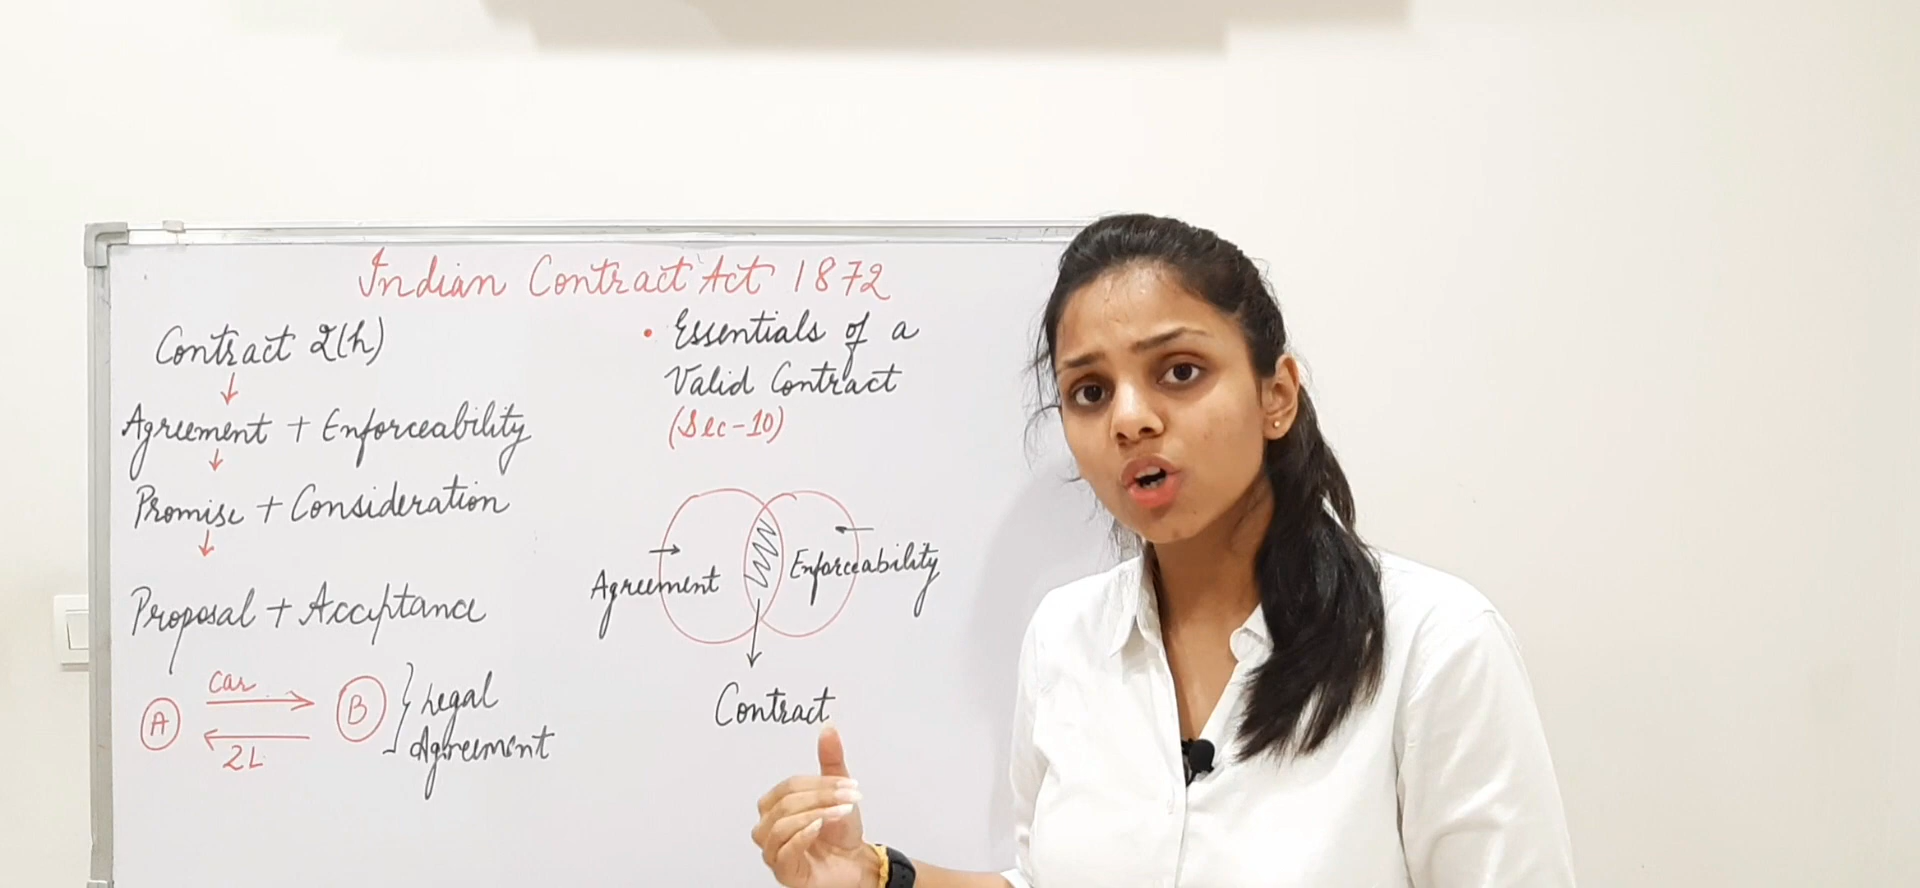 Indian Contract Act 1872
Contract 2(h)
Agreement + Enforceability
Promise + Consideration
Proposal + Acceptance
A
car
B
2L
Legal
Agreement
Essentials of a
Valid Contract
(Sec-10)
Agreement
Enforceability
Contract